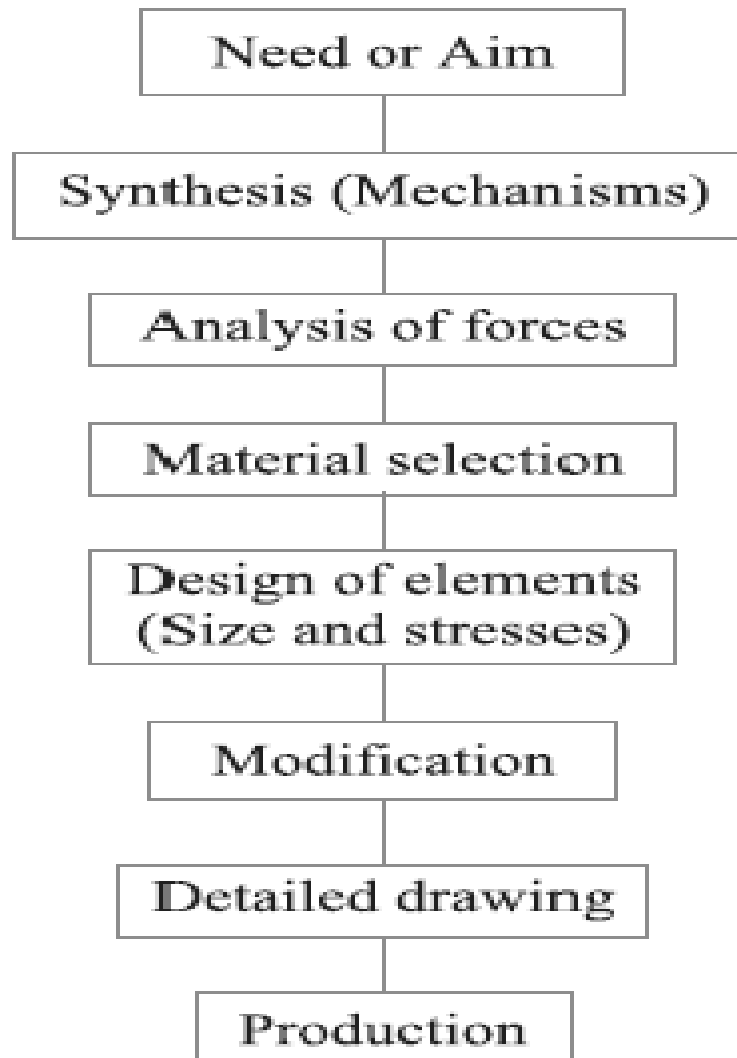 Need or Aim
Synthesis (Mechanisms)
Analysis of forces
Material selection
Design of elements
(Size and stresses)
Modification
Detailed drawing
Production